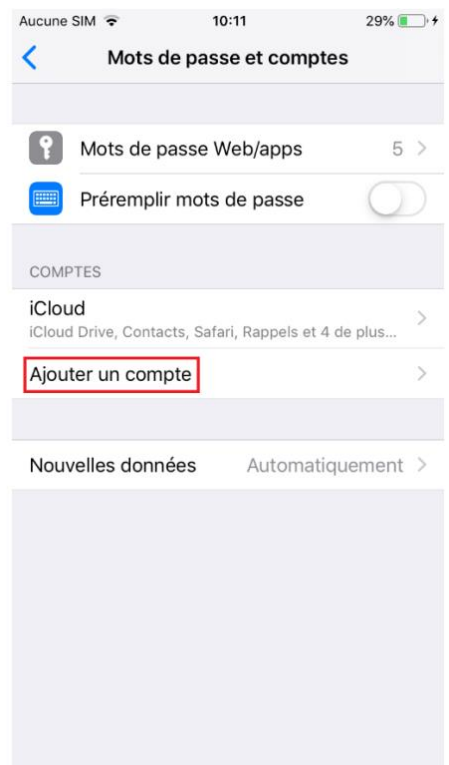 Aucune SIM 10:11 29%
Mots de passe et comptes
Mots de passe Web/apps 5
Préremplir mots de passe
COMPTES
iCloud
iCloud Drive, Contacts, Safari, Rappels et 4 de plus...
Ajouter un compte
Nouvelles données Automatiquement